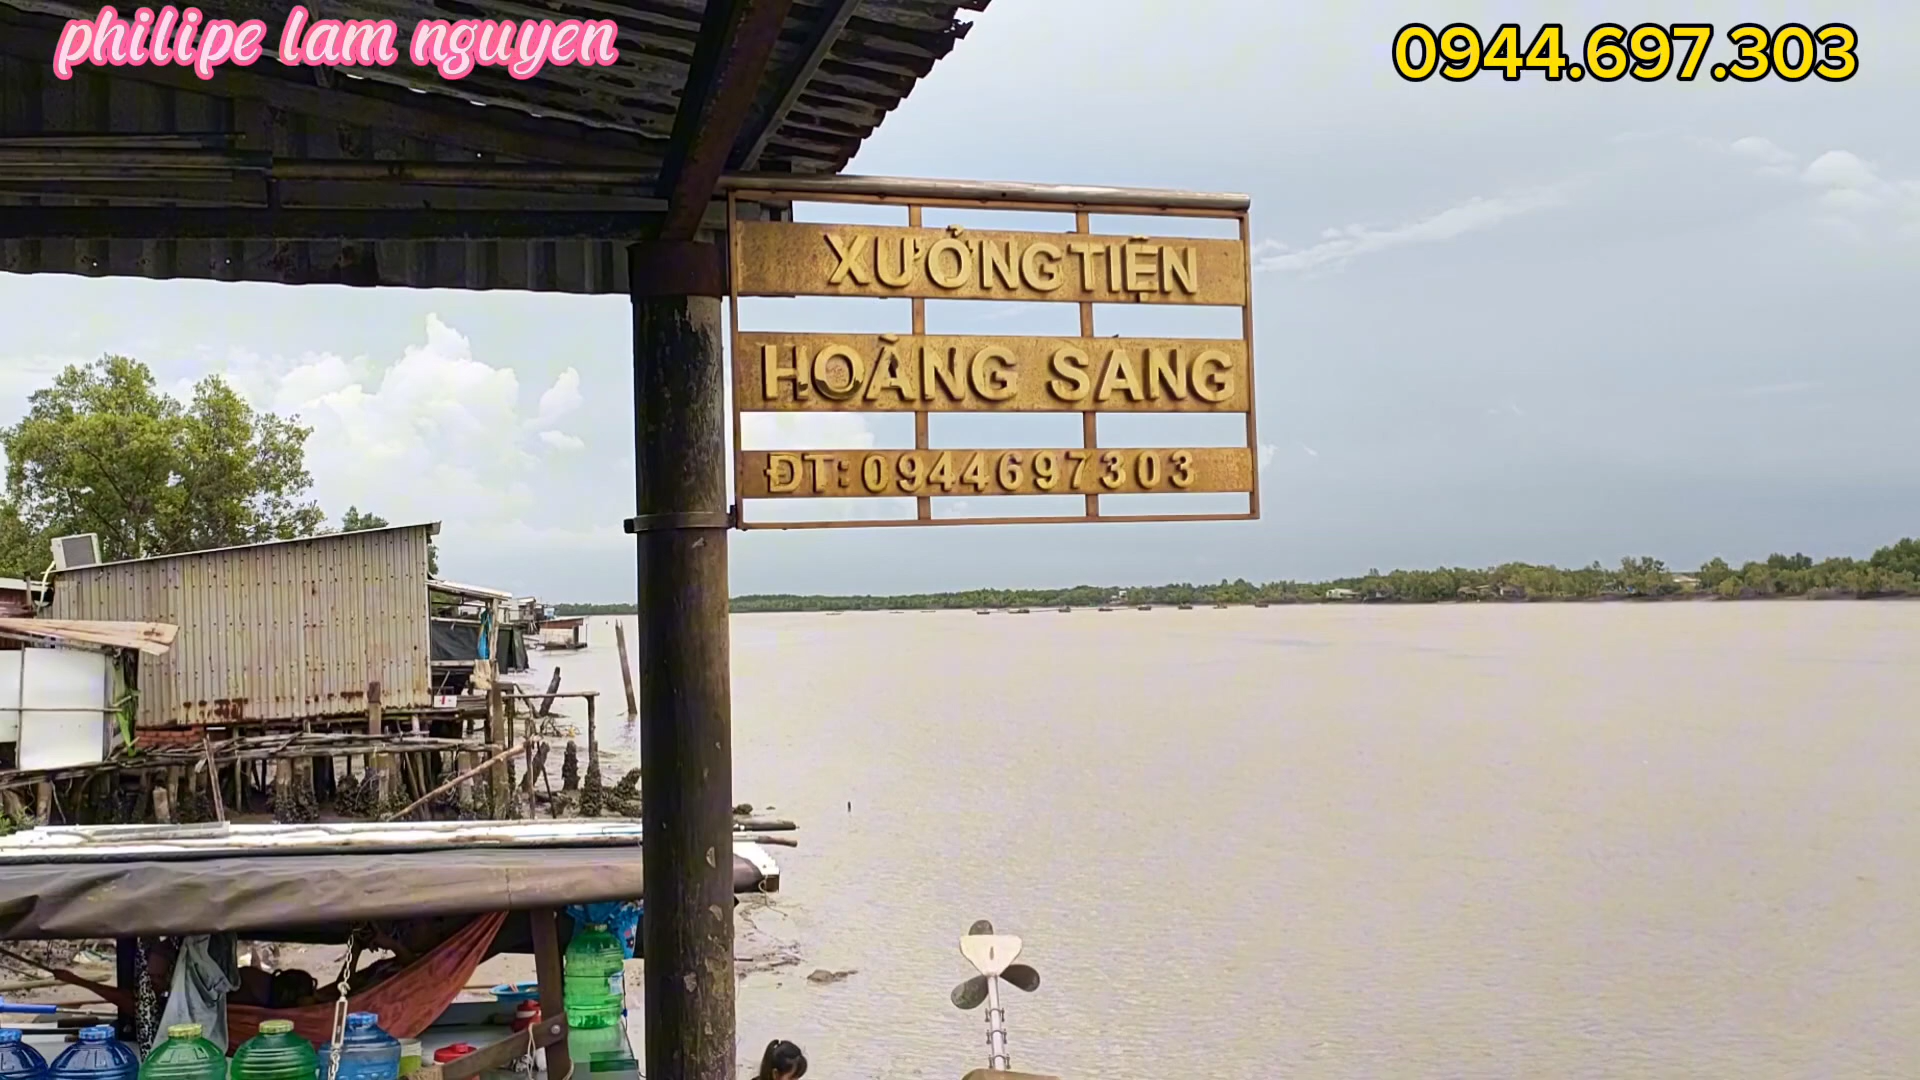 philipe lam nguyen
0944.697.303
XƯỞNG TIỆN
HOÀNG SANG
ĐT: 0944697303